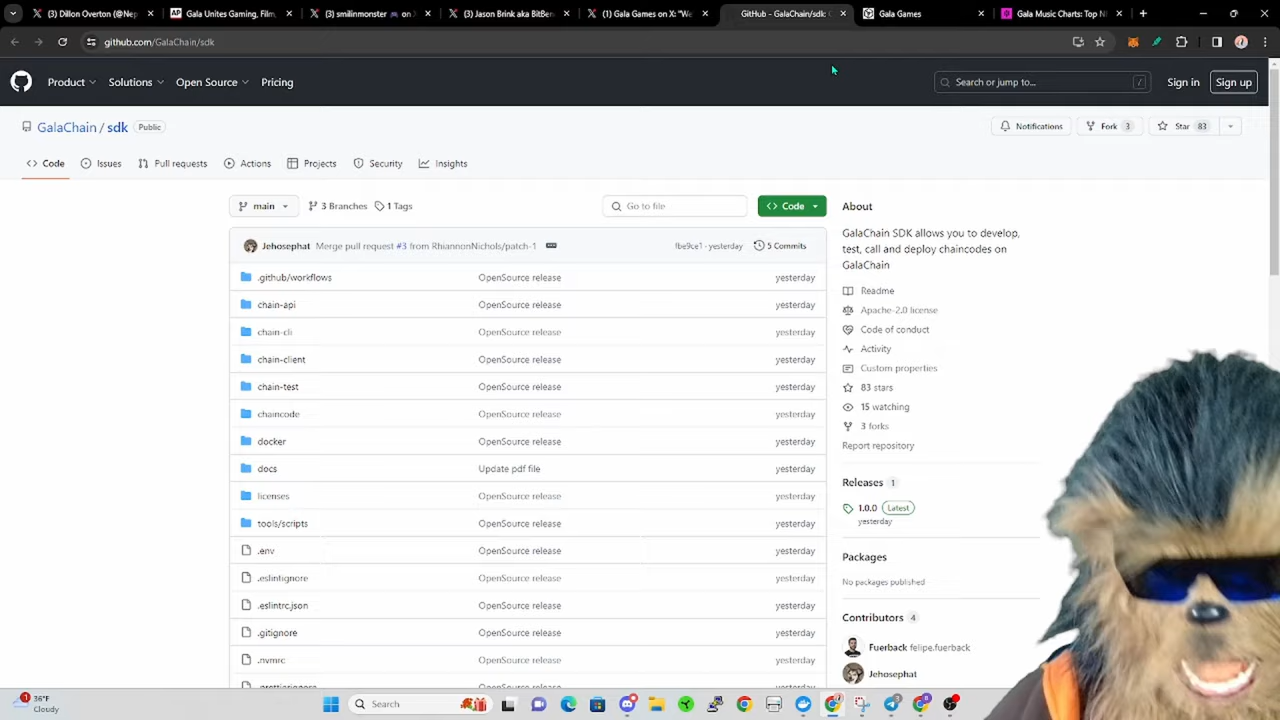 Dillon Overton (@Nep
Gala Unites Gaming, Film,
smilinmonster
on X
Jason Brink aka BitBen
(1) Gala Games on X: "We
GitHub - GalaChain/sdk:
Gala Games
Gala Music Charts: Top N
github.com/GalaChain/sdk
Product
Solutions
Open Source
Pricing
Search or jump to...
/
Sign in
Sign up
GalaChain / sdk
Public
Notifications
Fork 3
Star 83
Code
Issues
Pull requests
Actions
Projects
Security
Insights
main
3 Branches
1 Tags
Go to file
Code
Jehosephat Merge pull request #3 from RhiannonNichols/patch-1
fbe9ce1 · yesterday
5 Commits
.github/workflows OpenSource release yesterday
chain-api OpenSource release yesterday
chain-cli OpenSource release yesterday
chain-client OpenSource release yesterday
chain-test OpenSource release yesterday
chaincode OpenSource release yesterday
docker OpenSource release yesterday
docs Update pdf file yesterday
licenses OpenSource release yesterday
tools/scripts OpenSource release yesterday
.env OpenSource release yesterday
.eslintignore OpenSource release yesterday
.eslintrc.json OpenSource release yesterday
.gitignore OpenSource release yesterday
.nvmrc OpenSource release yesterday
.prettierignore OpenSource release yesterday
About
GalaChain SDK allows you to develop,
test, call and deploy chaincodes on
GalaChain
Readme
Apache-2.0 license
Code of conduct
Activity
Custom properties
83 stars
15 watching
3 forks
Report repository
Releases 1
1.0.0 Latest
yesterday
Packages
No packages published
Contributors 4
Fuerback felipe.fuerback
Jehosephat
1
36°F
Cloudy
Search